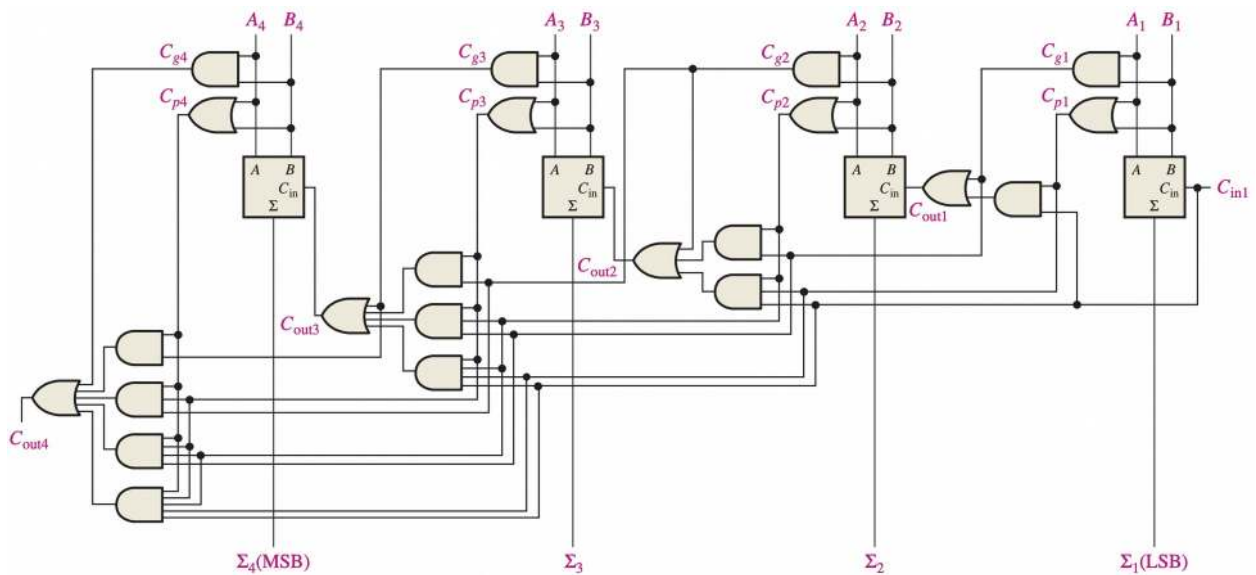 A4 B4 A3 B3 A2 B2 A1 B1
Cg4 Cg3 Cg2 Cg1
Cp4 Cp3 Cp2 Cp1
A B A B A B A B
Cin Cin Cin Cin Cin1
Σ Σ Σ Σ
Cout1
Cout2
Cout3
Cout4
Σ4(MSB) Σ3 Σ2 Σ1(LSB)